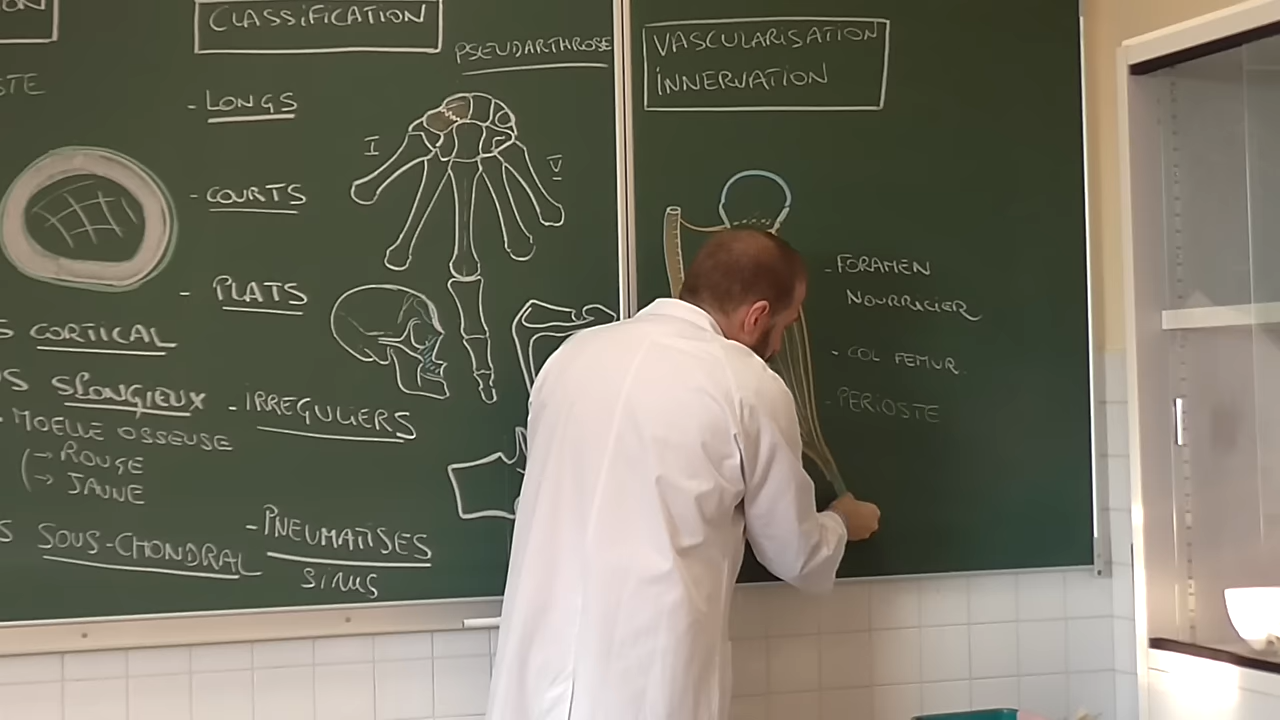 CLASSIFICATION
PSEUDARTHROSE
- LONGS
I
V
- COURTS
- PLATS
CORTICAL
SPONGIEUX
- IRREGULIERS
MOELLE OSSEUSE
(→ ROUGE
(→ JAUNE
SOUS-CHONDRAL
- PNEUMATISES
SINUS
VASCULARISATION
INNERVATION
- FORAMEN
NOURRICIER
- COL FEMUR
- PERIOSTE